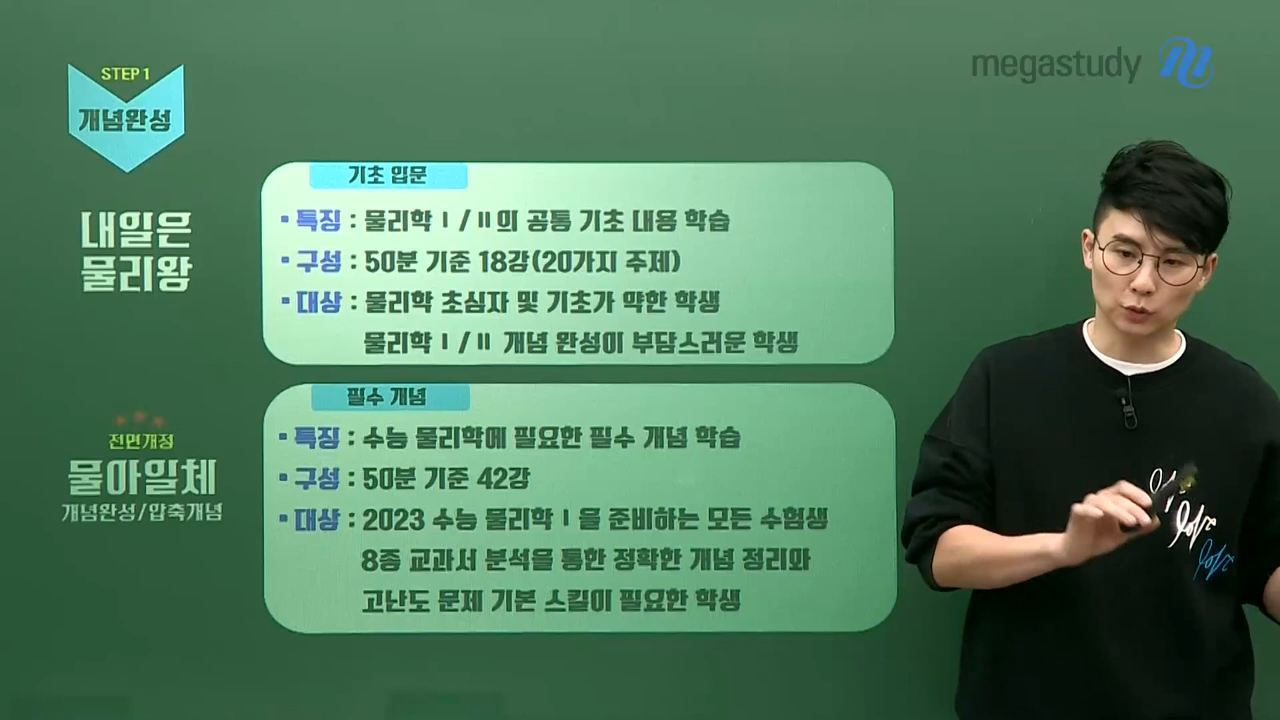 megastudy
STEP 1
개념완성
내일은
물리왕
기초 입문
특징 : 물리학 Ⅰ/Ⅱ의 공통 기초 내용 학습
구성 : 50분 기준 18강(20가지 주제)
대상 : 물리학 초심자 및 기초가 약한 학생
물리학 Ⅰ/Ⅱ 개념 완성이 부담스러운 학생
전면개정
물아일체
개념완성/압축개념
필수 개념
특징 : 수능 물리학에 필요한 필수 개념 학습
구성 : 50분 기준 42강
대상 : 2023 수능 물리학Ⅰ을 준비하는 모든 수험생
8종 교과서 분석을 통한 정확한 개념 정리와
고난도 문제 기본 스킬이 필요한 학생
love
love